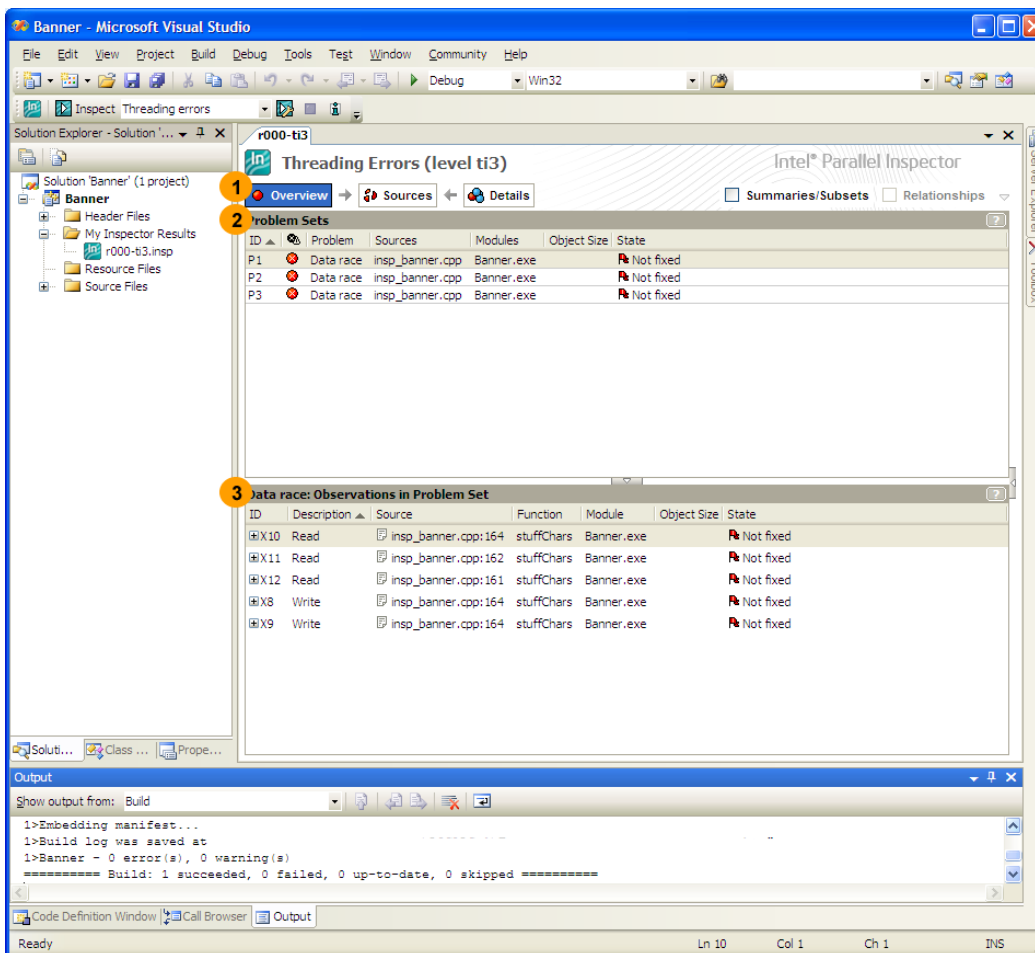 Banner - Microsoft Visual Studio
File Edit View Project Build Debug Tools Test Window Community Help
Debug Win32
Inspect Threading errors
Solution Explorer - Solution '...
Solution 'Banner' (1 project)
Banner
Header Files
My Inspector Results
r000-ti3.insp
Resource Files
Source Files
Soluti... Class ... Prope...
r000-ti3
Threading Errors (level ti3) Intel® Parallel Inspector
1 Overview Sources Details Summaries/Subsets Relationships
2 Problem Sets ?
ID Problem Sources Modules Object Size State
P1 Data race insp_banner.cpp Banner.exe Not fixed
P2 Data race insp_banner.cpp Banner.exe Not fixed
P3 Data race insp_banner.cpp Banner.exe Not fixed
3 Data race: Observations in Problem Set ?
ID Description Source Function Module Object Size State
X10 Read insp_banner.cpp:164 stuffChars Banner.exe Not fixed
X11 Read insp_banner.cpp:162 stuffChars Banner.exe Not fixed
X12 Read insp_banner.cpp:161 stuffChars Banner.exe Not fixed
X8 Write insp_banner.cpp:164 stuffChars Banner.exe Not fixed
X9 Write insp_banner.cpp:164 stuffChars Banner.exe Not fixed
Server Explorer
Toolbox
Output
Show output from: Build
1>Embedding manifest...
1>Build log was saved at
1>Banner - 0 error(s), 0 warning(s)
========== Build: 1 succeeded, 0 failed, 0 up-to-date, 0 skipped ==========
Code Definition Window Call Browser Output
Ready Ln 10 Col 1 Ch 1 INS